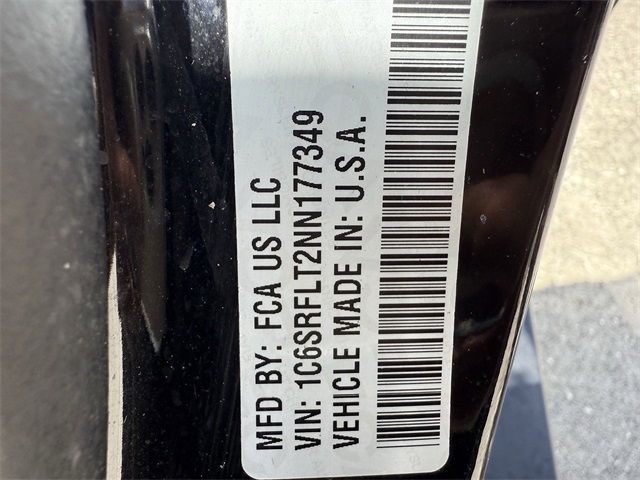 MFD BY: FCA US LLC
VIN: 1C6SRFLT2NN177349
VEHICLE MADE IN: U.S.A.